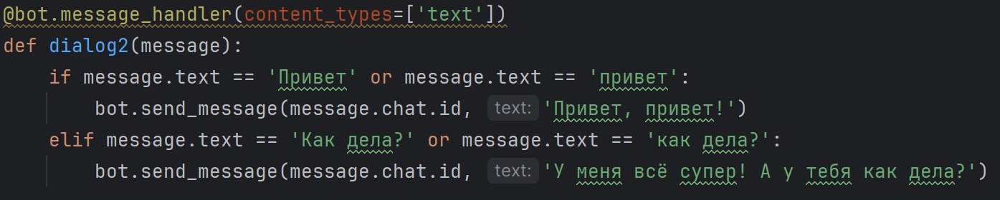 @bot.message_handler(content_types=['text'])
def dialog2(message):
    if message.text == 'Привет' or message.text == 'привет':
        bot.send_message(message.chat.id, text: 'Привет, привет!')
    elif message.text == 'Как дела?' or message.text == 'как дела?':
        bot.send_message(message.chat.id, text: 'У меня всё супер! А у тебя как дела?')